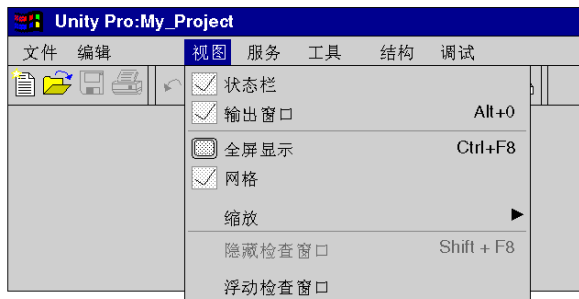 Unity Pro:My_Project
文件 编辑 视图 服务 工具 结构 调试
状态栏
输出窗口 Alt+0
全屏显示 Ctrl+F8
网格
缩放
隐藏检查窗口 Shift + F8
浮动检查窗口